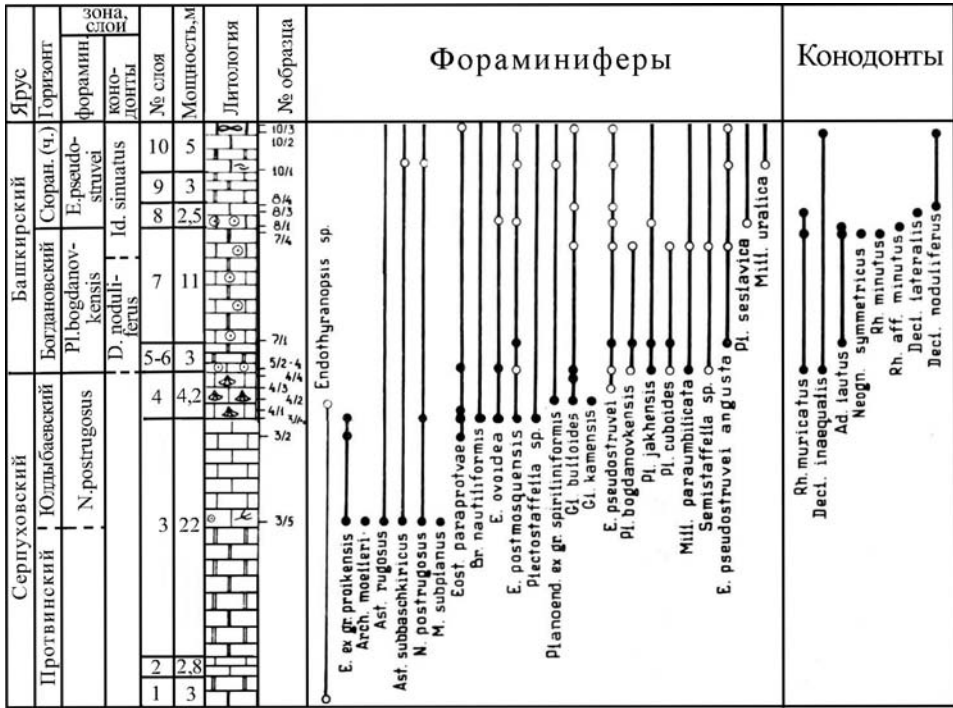 Ярус
Горизонт
зона,
слои
форамин.
коно-
донты
№ слоя
Мощность,м
Литология
№ образца
Фораминиферы
Конодонты
Башкирский
Серпуховский
Сюран. (ч.)
Богдановский
Юлдыбаевский
Протвинский
E.pseudo-
struvei
Pl.bogdanov-
kensis
N.postrugosus
Id. sinuatus
D. noduli-
ferus
10
5
9
3
8
2,5
7
11
5-6
3
4
4,2
3
22
2
2,8
1
3
10/3
10/2
10/1
8/4
8/3
8/1
7/4
7/1
5/2-4
4/4
4/3
4/2
4/1
3/2
3/5
Endothyranopsis sp.
E. ex gr. proikensis
Arch. moelleri
Ast. rugosus
Ast. subbaschkiricus
N. postrugosus
M. subplanus
Eost. paraprotvae
Br. nautiliformis
E. ovoidea
E. postmosquensis
Plectostaffella sp.
Planoend. ex gr. spirilliniformis
Gl. bulloides
Gl. kamensis
E. pseudostruvei
Pl. bogdanovkensis
Pl. jakhensis
Pl. cuboides
Mill. paraumbilicata
Semistaffella sp.
E. pseudostruvei angusta
Pl. seslavica
Mill. uralica
Rh. muricatus
Decl. inaequalis
Ad. lautus
Neogn. symmetricus
Rh. minutus
Rh. aff. minutus
Decl. lateralis
Decl. noduliferus